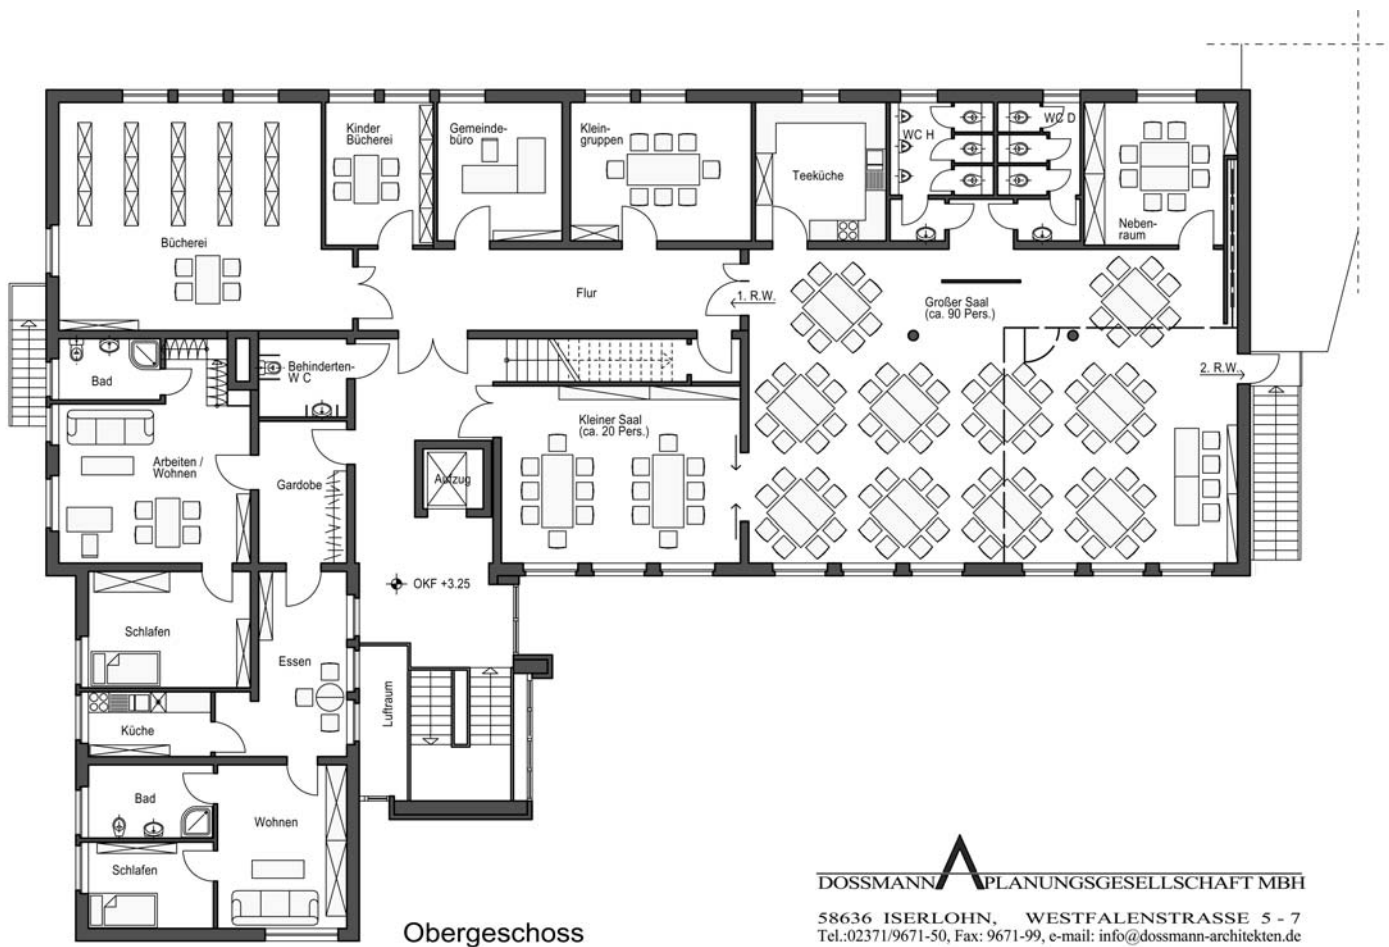 Kinder
Bücherei
Gemeinde-
büro
Klein-
gruppen
Teeküche
WC H
WC D
Neben-
raum
Bücherei
Flur
1. R.W.
Großer Saal
(ca. 90 Pers.)
2. R.W.
Bad
Behinderten-
W C
Kleiner Saal
(ca. 20 Pers.)
Arbeiten /
Wohnen
Gardobe
Aufzug
OKF +3.25
Schlafen
Essen
Küche
Luftraum
Bad
Wohnen
Schlafen
Obergeschoss
DOSSMANN A PLANUNGSGESELLSCHAFT MBH
58636 ISERLOHN, WESTFALENSTRASSE 5 - 7
Tel.:02371/9671-50, Fax: 9671-99, e-mail: info@dossmann-architekten.de